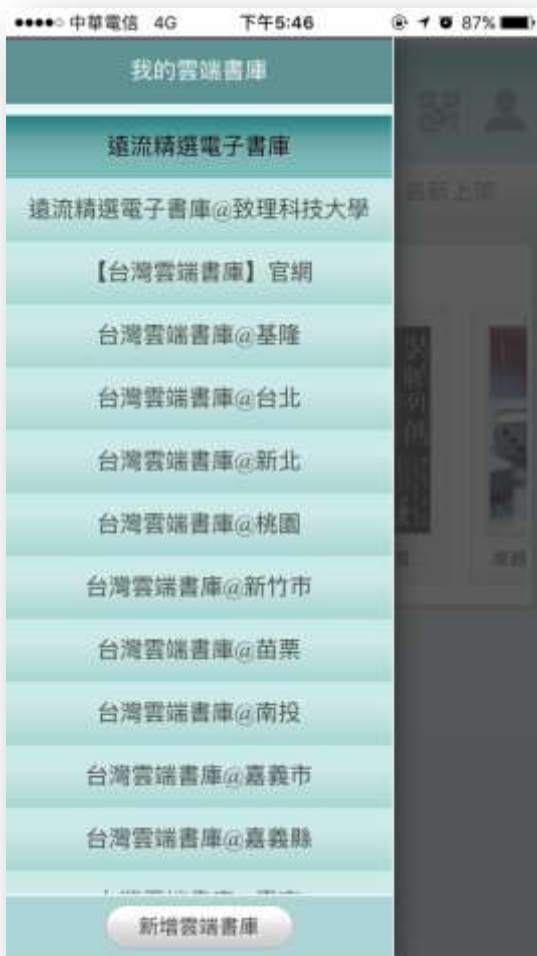 中華電信 4G 下午5:46 87%
我的雲端書庫
遠流精選電子書庫
遠流精選電子書庫@致理科技大學
【台灣雲端書庫】官網
台灣雲端書庫@基隆
台灣雲端書庫@台北
台灣雲端書庫@新北
台灣雲端書庫@桃園
台灣雲端書庫@新竹市
台灣雲端書庫@苗栗
台灣雲端書庫@南投
台灣雲端書庫@嘉義市
台灣雲端書庫@嘉義縣
新增雲端書庫